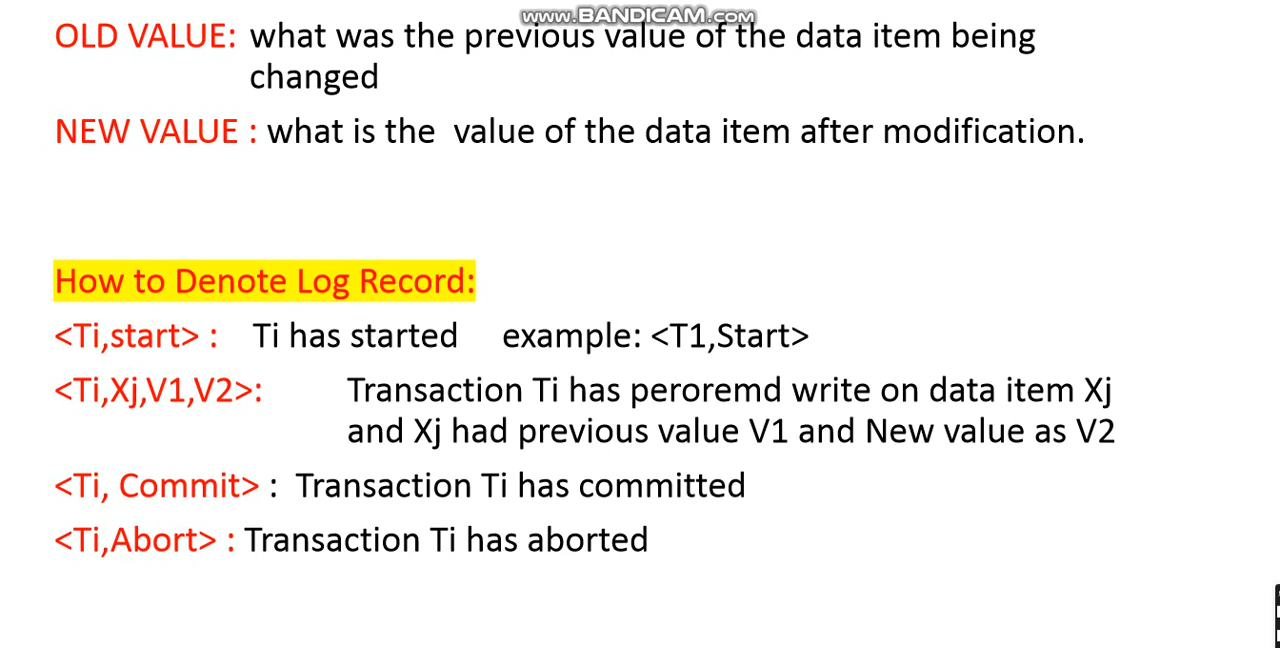 www.BANDICAM.com
OLD VALUE: what was the previous value of the data item being
changed
NEW VALUE : what is the value of the data item after modification.
How to Denote Log Record:
<Ti,start> : Ti has started example: <T1,Start>
<Ti,Xj,V1,V2>: Transaction Ti has peroremd write on data item Xj
and Xj had previous value V1 and New value as V2
<Ti, Commit> : Transaction Ti has committed
<Ti,Abort> : Transaction Ti has aborted